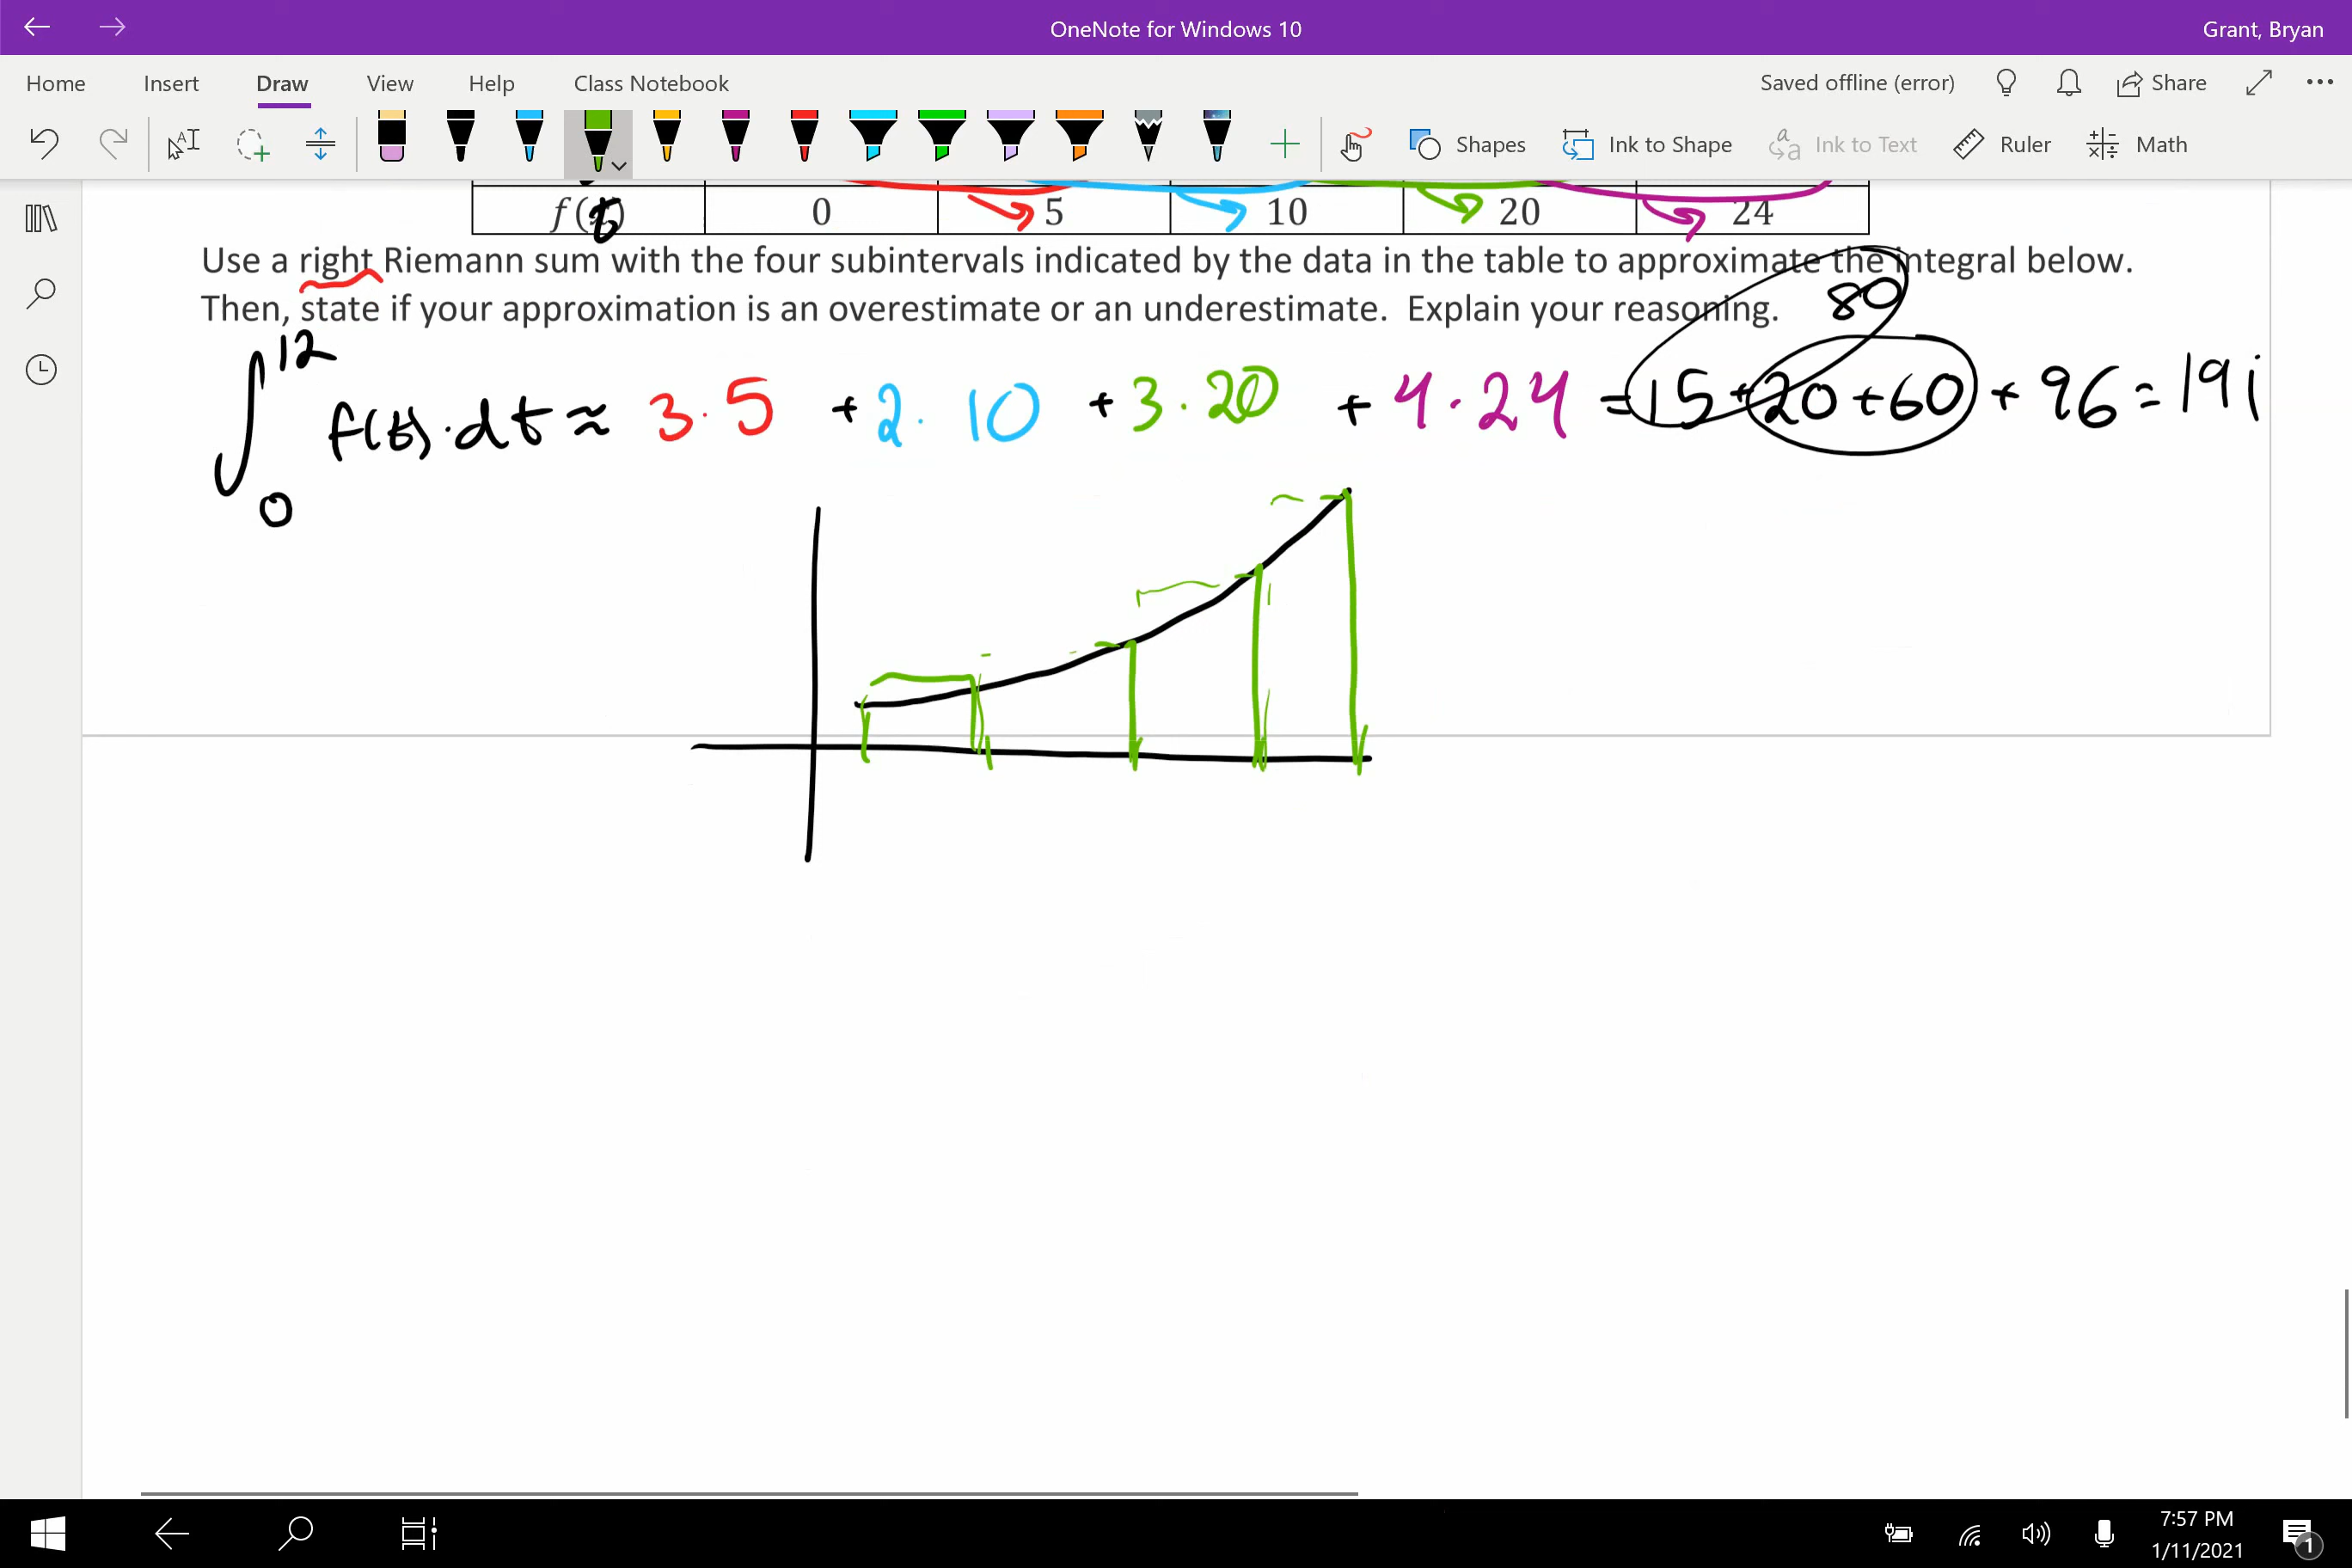 OneNote for Windows 10
Grant, Bryan
Home Insert Draw View Help Class Notebook
Saved offline (error) Share
Shapes Ink to Shape Ink to Text Ruler Math
f(t) 0 5 10 20 24
Use a right Riemann sum with the four subintervals indicated by the data in the table to approximate the integral below.
Then, state if your approximation is an overestimate or an underestimate. Explain your reasoning.
80
∫₀¹² f(t)·dt ≈ 3·5 + 2·10 + 3·20 + 4·24 = 15+20+60 + 96 = 191
7:57 PM
1/11/2021
1